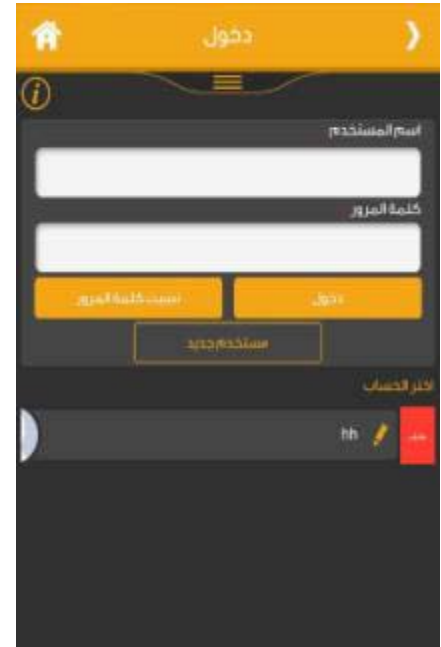 دخول
اسم المستخدم
كلمة المرور
دخول نسيت كلمة المرور
مستخدم جديد
اختر الحساب
hh